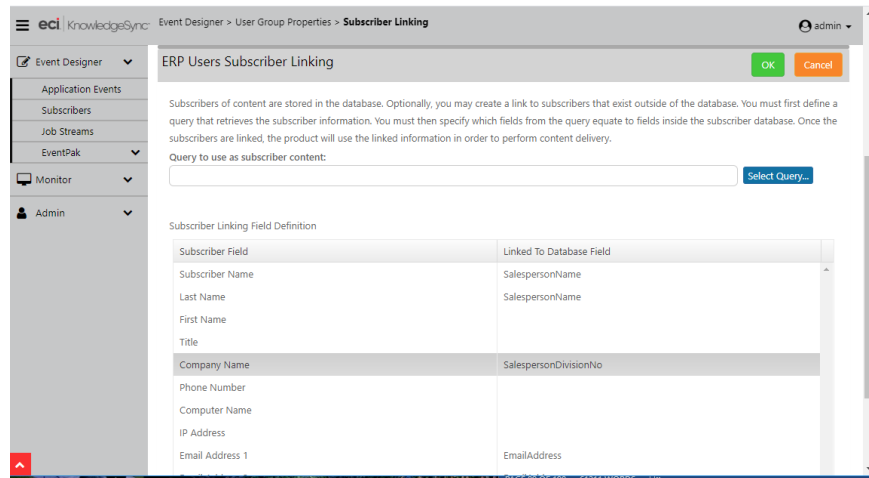 eci KnowledgeSync
Event Designer > User Group Properties > Subscriber Linking
admin
Event Designer
Application Events
Subscribers
Job Streams
EventPak
Monitor
Admin
ERP Users Subscriber Linking
OK
Cancel
Subscribers of content are stored in the database. Optionally, you may create a link to subscribers that exist outside of the database. You must first define a
query that retrieves the subscriber information. You must then specify which fields from the query equate to fields inside the subscriber database. Once the
subscribers are linked, the product will use the linked information in order to perform content delivery.
Query to use as subscriber content:
Select Query...
Subscriber Linking Field Definition
Subscriber Field Linked To Database Field
Subscriber Name SalespersonName
Last Name SalespersonName
First Name
Title
Company Name SalespersonDivisionNo
Phone Number
Computer Name
IP Address
Email Address 1 EmailAddress